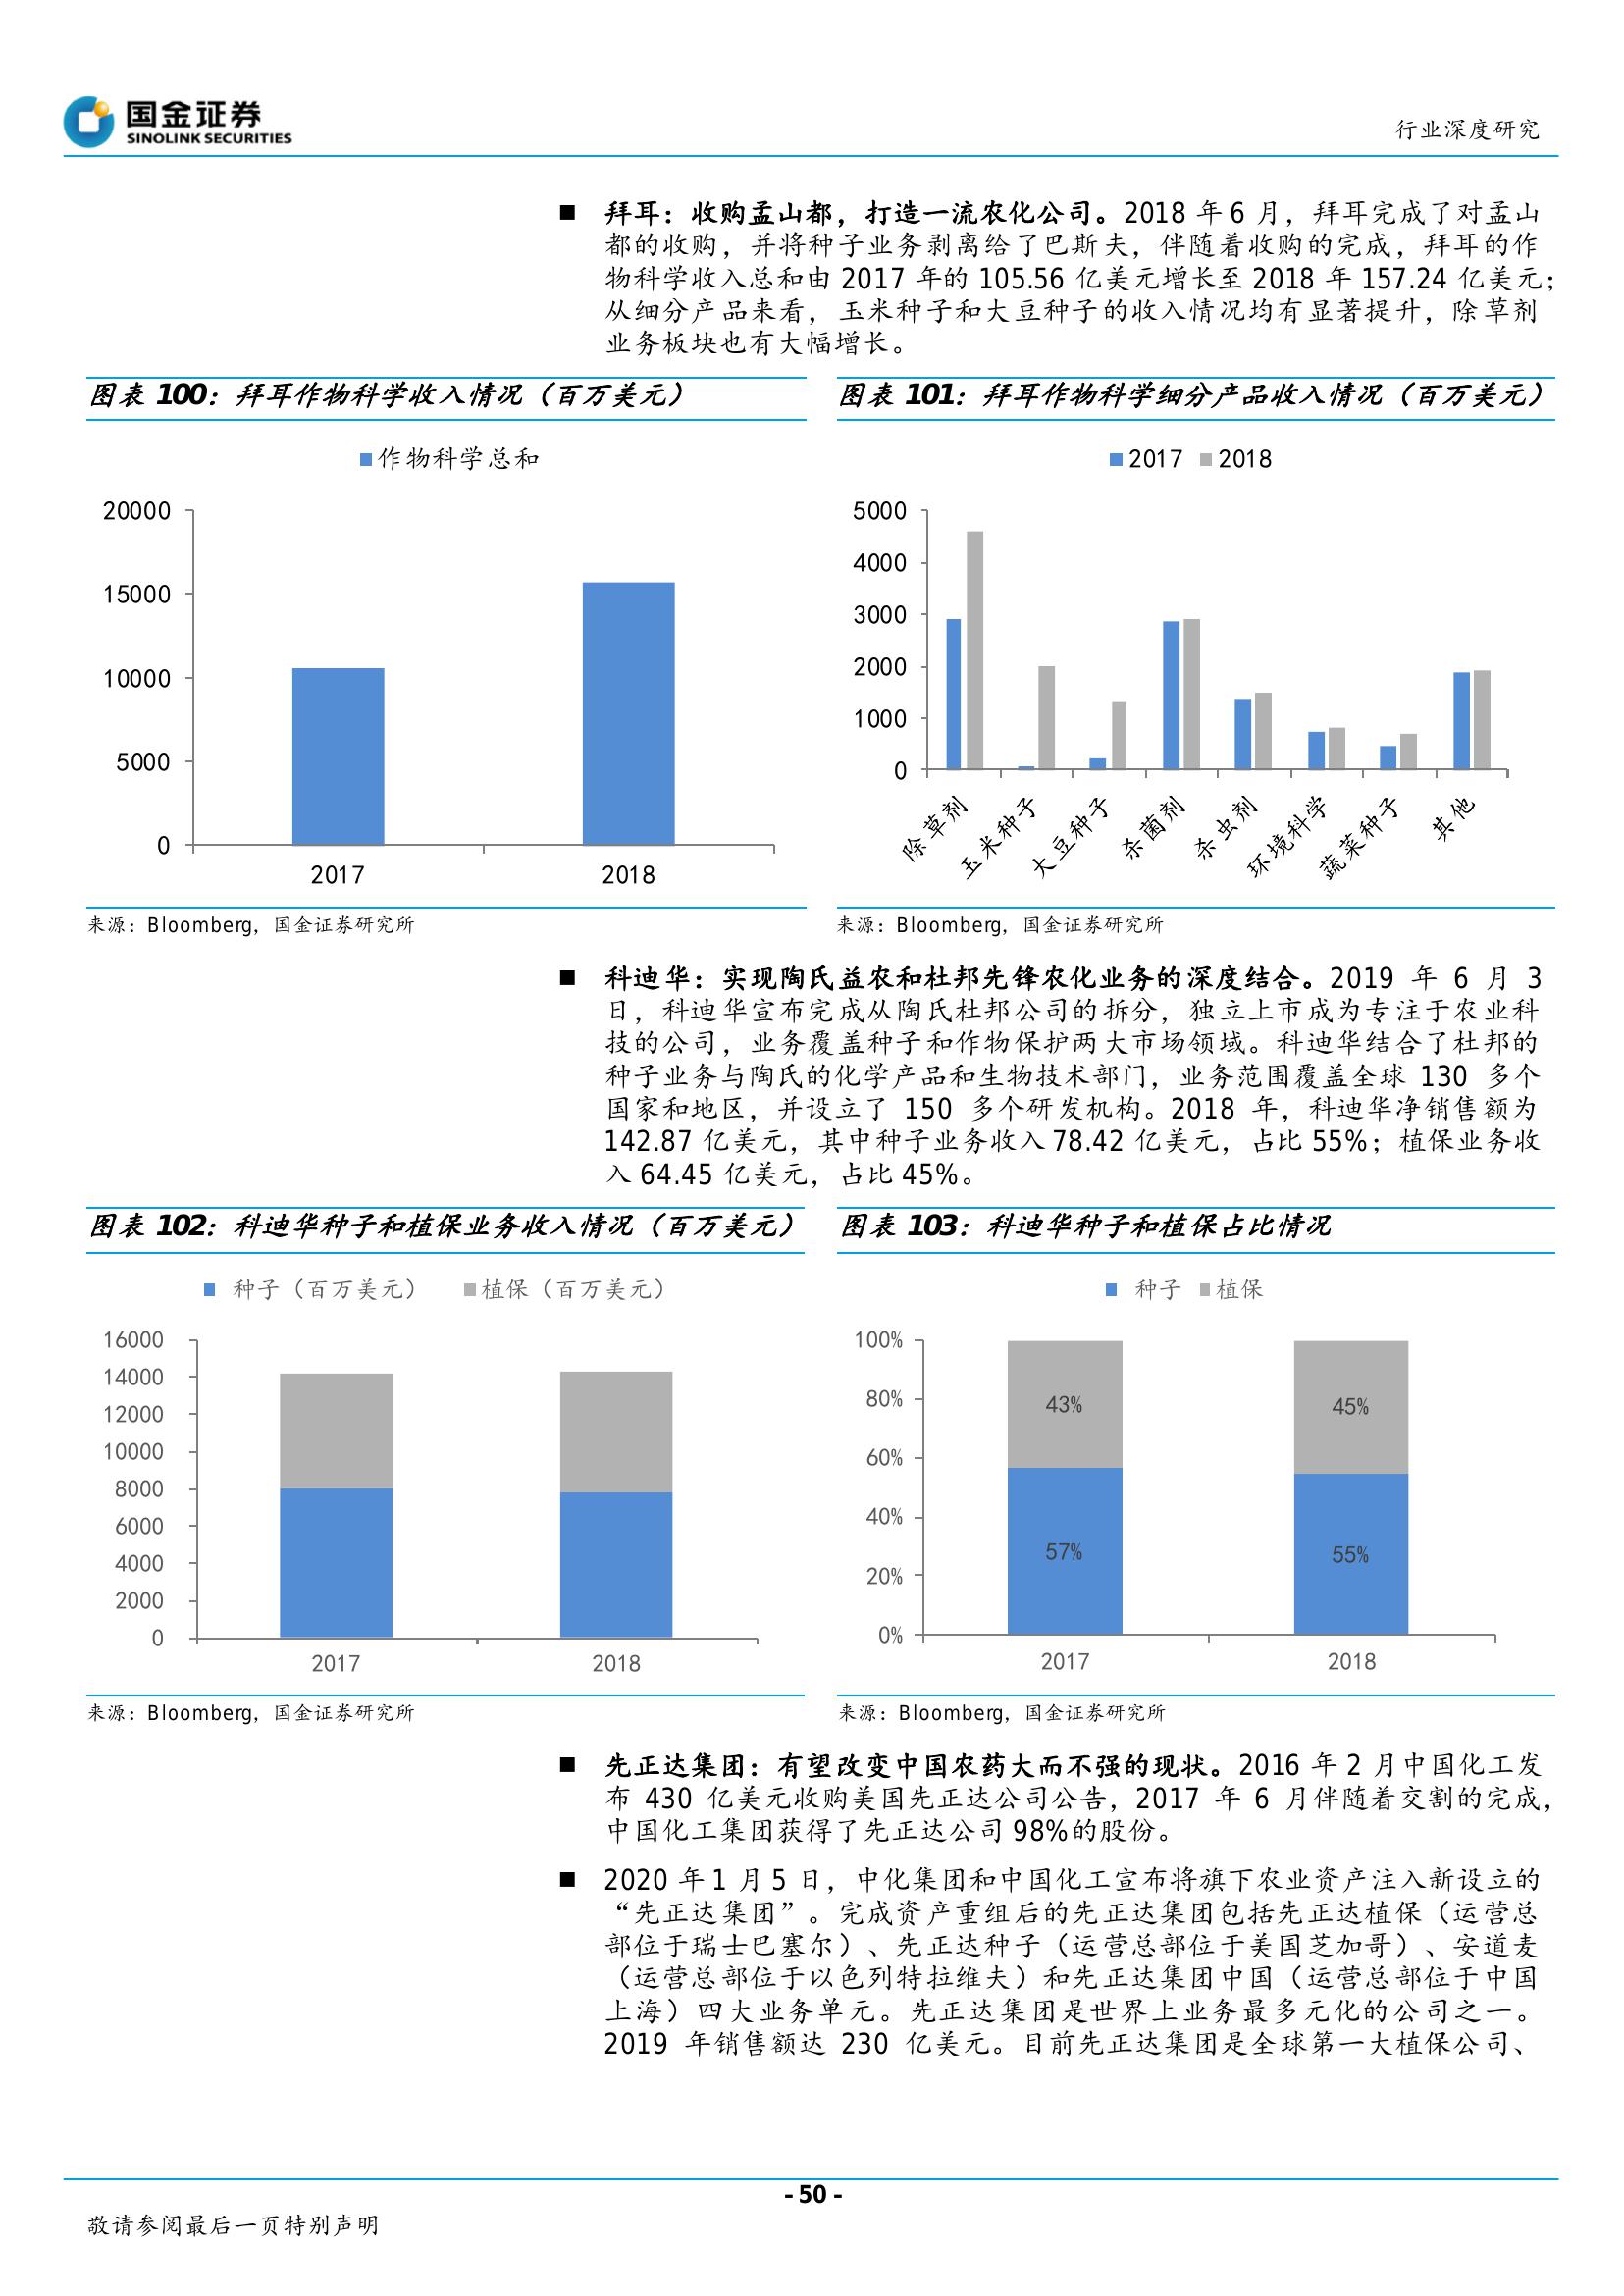 国金证券
SINOLINK SECURITIES
行业深度研究
■ 拜耳：收购孟山都，打造一流农化公司。2018 年 6 月，拜耳完成了对孟山
都的收购，并将种子业务剥离给了巴斯夫，伴随着收购的完成，拜耳的作
物科学收入总和由 2017 年的 105.56 亿美元增长至 2018 年 157.24 亿美元；
从细分产品来看，玉米种子和大豆种子的收入情况均有显著提升，除草剂
业务板块也有大幅增长。
图表 100：拜耳作物科学收入情况（百万美元）
作物科学总和
20000
15000
10000
5000
0
2017 2018
来源：Bloomberg，国金证券研究所
图表 101：拜耳作物科学细分产品收入情况（百万美元）
2017 2018
5000
4000
3000
2000
1000
0
除草剂 玉米种子 大豆种子 杀菌剂 杀虫剂 环境科学 蔬菜种子 其他
来源：Bloomberg，国金证券研究所
■ 科迪华：实现陶氏益农和杜邦先锋农化业务的深度结合。2019 年 6 月 3
日，科迪华宣布完成从陶氏杜邦公司的拆分，独立上市成为专注于农业科
技的公司，业务覆盖种子和作物保护两大市场领域。科迪华结合了杜邦的
种子业务与陶氏的化学产品和生物技术部门，业务范围覆盖全球 130 多个
国家和地区，并设立了 150 多个研发机构。2018 年，科迪华净销售额为
142.87 亿美元，其中种子业务收入 78.42 亿美元，占比 55%；植保业务收
入 64.45 亿美元，占比 45%。
图表 102：科迪华种子和植保业务收入情况（百万美元）
种子（百万美元） 植保（百万美元）
16000
14000
12000
10000
8000
6000
4000
2000
0
2017 2018
来源：Bloomberg，国金证券研究所
图表 103：科迪华种子和植保占比情况
种子 植保
100%
80%
60%
40%
20%
0%
43% 45%
57% 55%
2017 2018
来源：Bloomberg，国金证券研究所
■ 先正达集团：有望改变中国农药大而不强的现状。2016 年 2 月中国化工发
布 430 亿美元收购美国先正达公司公告，2017 年 6 月伴随着交割的完成，
中国化工集团获得了先正达公司 98%的股份。
■ 2020 年 1 月 5 日，中化集团和中国化工宣布将旗下农业资产注入新设立的
“先正达集团”。完成资产重组后的先正达集团包括先正达植保（运营总
部位于瑞士巴塞尔）、先正达种子（运营总部位于美国芝加哥）、安道麦
（运营总部位于以色列特拉维夫）和先正达集团中国（运营总部位于中国
上海）四大业务单元。先正达集团是世界上业务最多元化的公司之一。
2019 年销售额达 230 亿美元。目前先正达集团是全球第一大植保公司、
- 50 -
敬请参阅最后一页特别声明